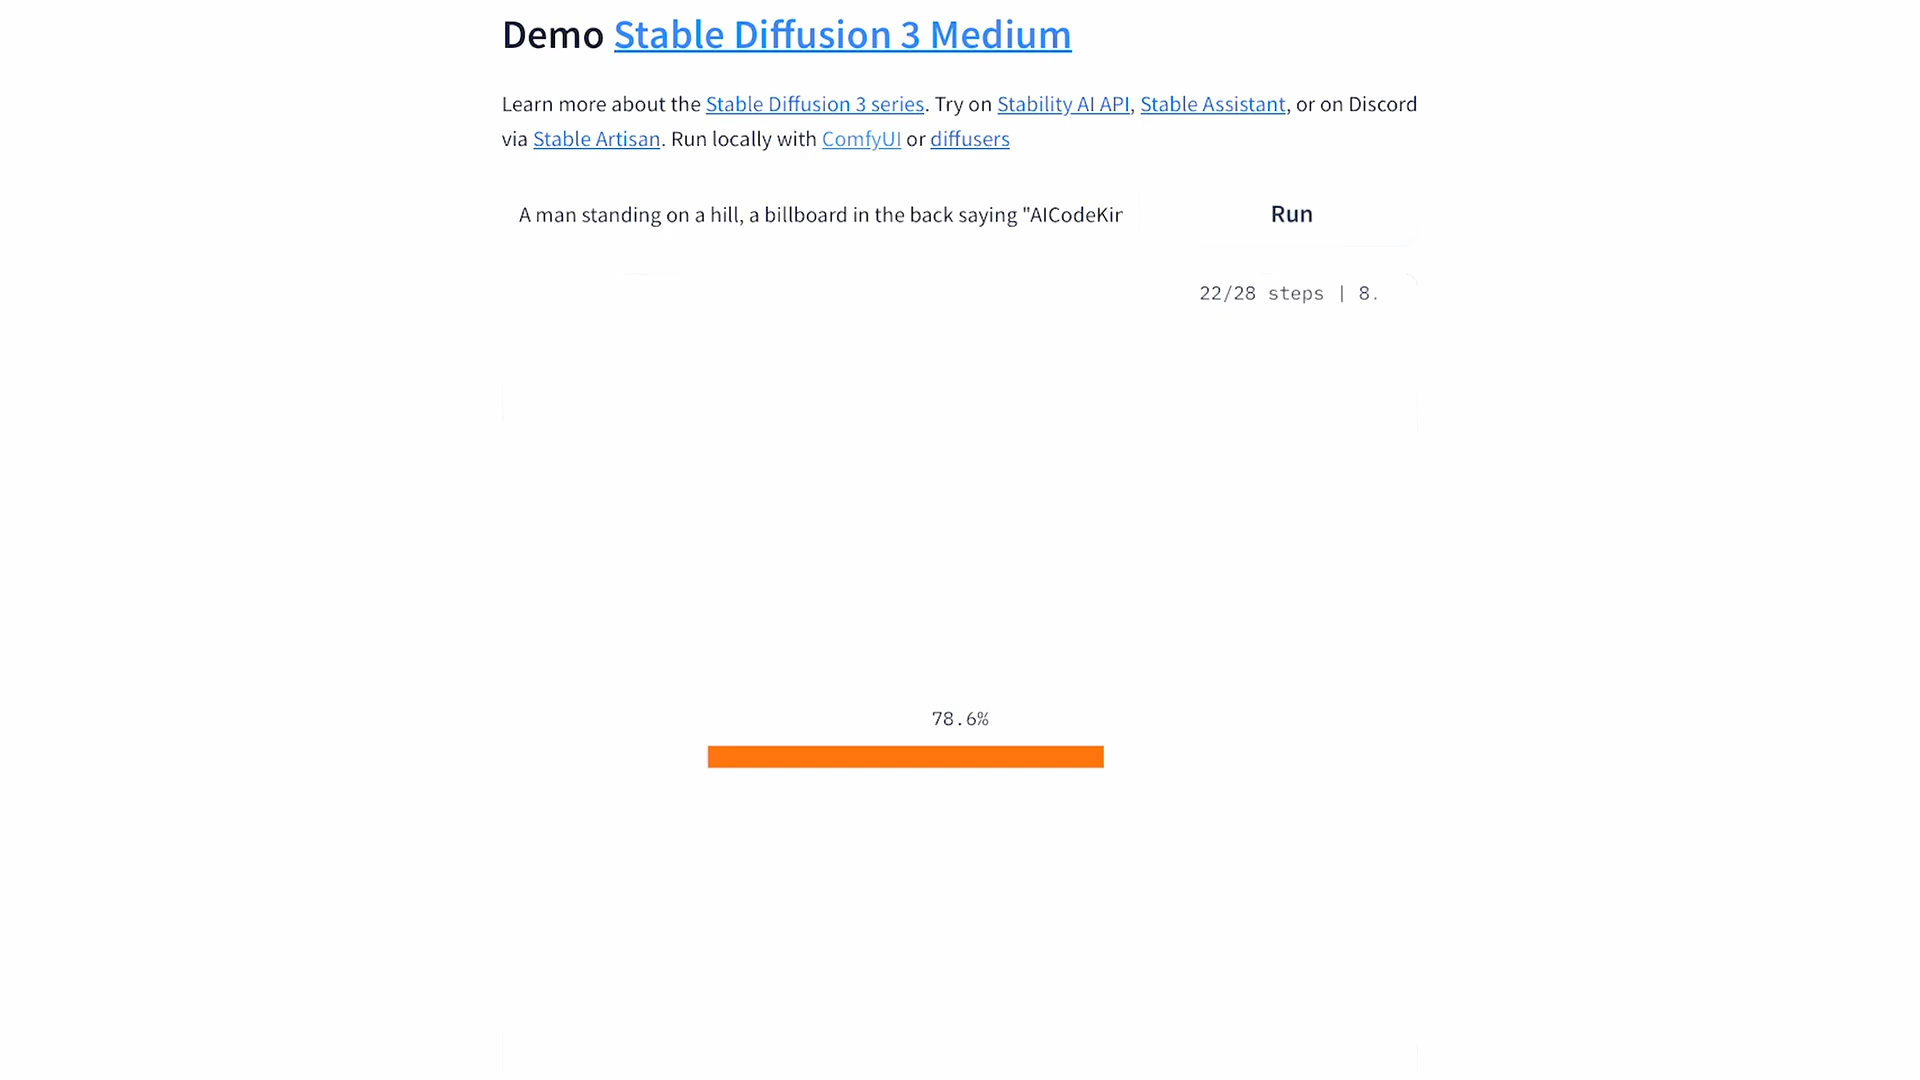 Demo Stable Diffusion 3 Medium
Learn more about the Stable Diffusion 3 series. Try on Stability AI API, Stable Assistant, or on Discord
via Stable Artisan. Run locally with ComfyUI or diffusers
A man standing on a hill, a billboard in the back saying "AICodeKin
Run
22/28 steps | 8.
78.6%